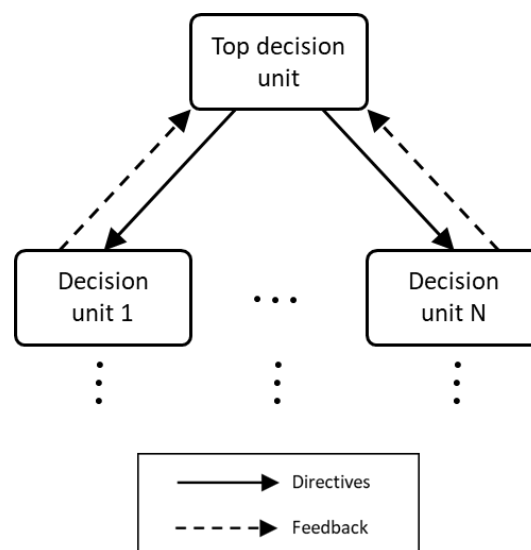 Top decision
unit
Decision
unit 1
...
Decision
unit N
Directives
Feedback